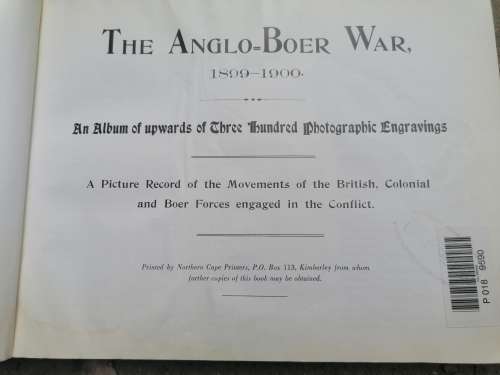 THE ANGLO-BOER WAR,
1899-1900.
An Album of upwards of Three Hundred Photographic Engravings
A Picture Record of the Movements of the British, Colonial
and Boer Forces engaged in the Conflict.
Printed by Northern Cape Printers, P.O. Box 113, Kimberley from whom
further copies of this book may be obtained.
P 018 9690